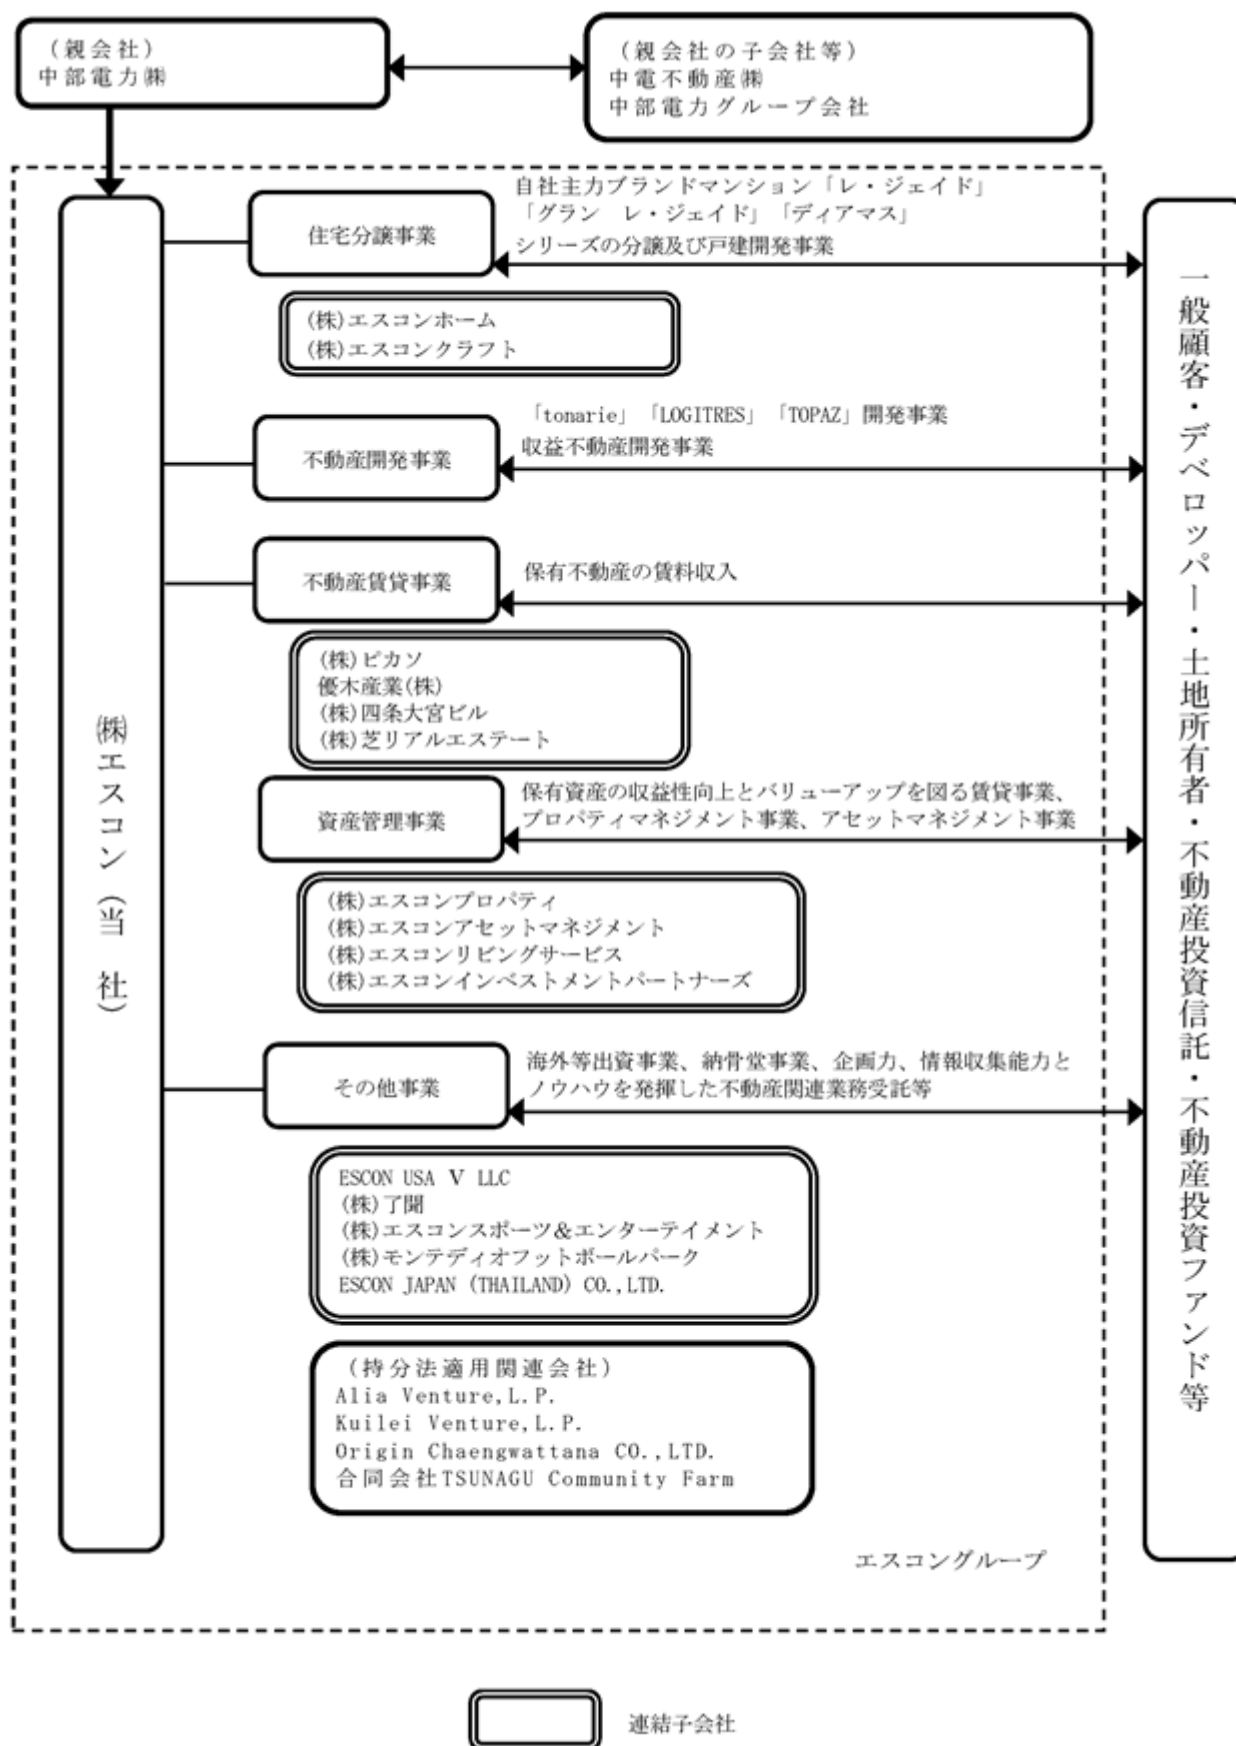 （親会社）
中部電力㈱
（親会社の子会社等）
中電不動産㈱
中部電力グループ会社
㈱エスコン（当　社）
住宅分譲事業
自社主力ブランドマンション「レ・ジェイド」
「グラン　レ・ジェイド」「ディアマス」
シリーズの分譲及び戸建開発事業
(株)エスコンホーム
(株)エスコンクラフト
不動産開発事業
「tonarie」「LOGITRES」「TOPAZ」開発事業
収益不動産開発事業
不動産賃貸事業
保有不動産の賃料収入
(株)ピカソ
優木産業(株)
(株)四条大宮ビル
(株)芝リアルエステート
資産管理事業
保有資産の収益性向上とバリューアップを図る賃貸事業、
プロパティマネジメント事業、アセットマネジメント事業
(株)エスコンプロパティ
(株)エスコンアセットマネジメント
(株)エスコンリビングサービス
(株)エスコンインベストメントパートナーズ
その他事業
海外等出資事業、納骨堂事業、企画力、情報収集能力と
ノウハウを発揮した不動産関連業務受託等
ESCON USA Ⅴ LLC
(株)了聞
(株)エスコンスポーツ&エンターテイメント
(株)モンテディオフットボールパーク
ESCON JAPAN (THAILAND) CO.,LTD.
（持分法適用関連会社）
Alia Venture,L.P.
Kuilei Venture,L.P.
Origin Chaengwattana CO.,LTD.
合同会社TSUNAGU Community Farm
一般顧客・デベロッパー・土地所有者・不動産投資信託・不動産投資ファンド等
エスコングループ
連結子会社